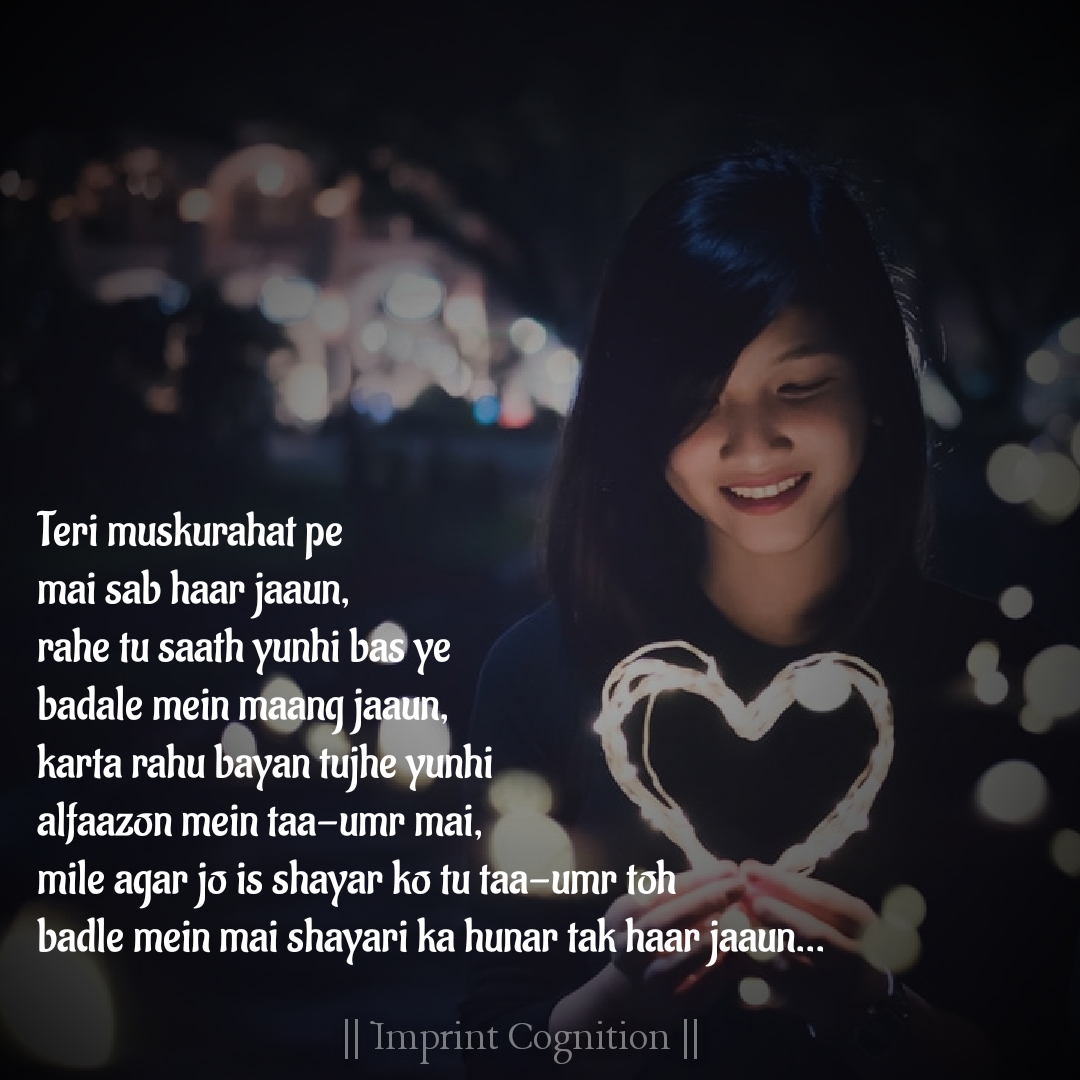 Teri muskurahat pe
mai sab haar jaaun,
rahe tu saath yunhi bas ye
badale mein maang jaaun,
karta rahu bayan tujhe yunhi
alfaazon mein taa-umr mai,
mile agar jo is shayar ko tu taa-umr toh
badle mein mai shayari ka hunar tak haar jaaun...
|| Imprint Cognition ||